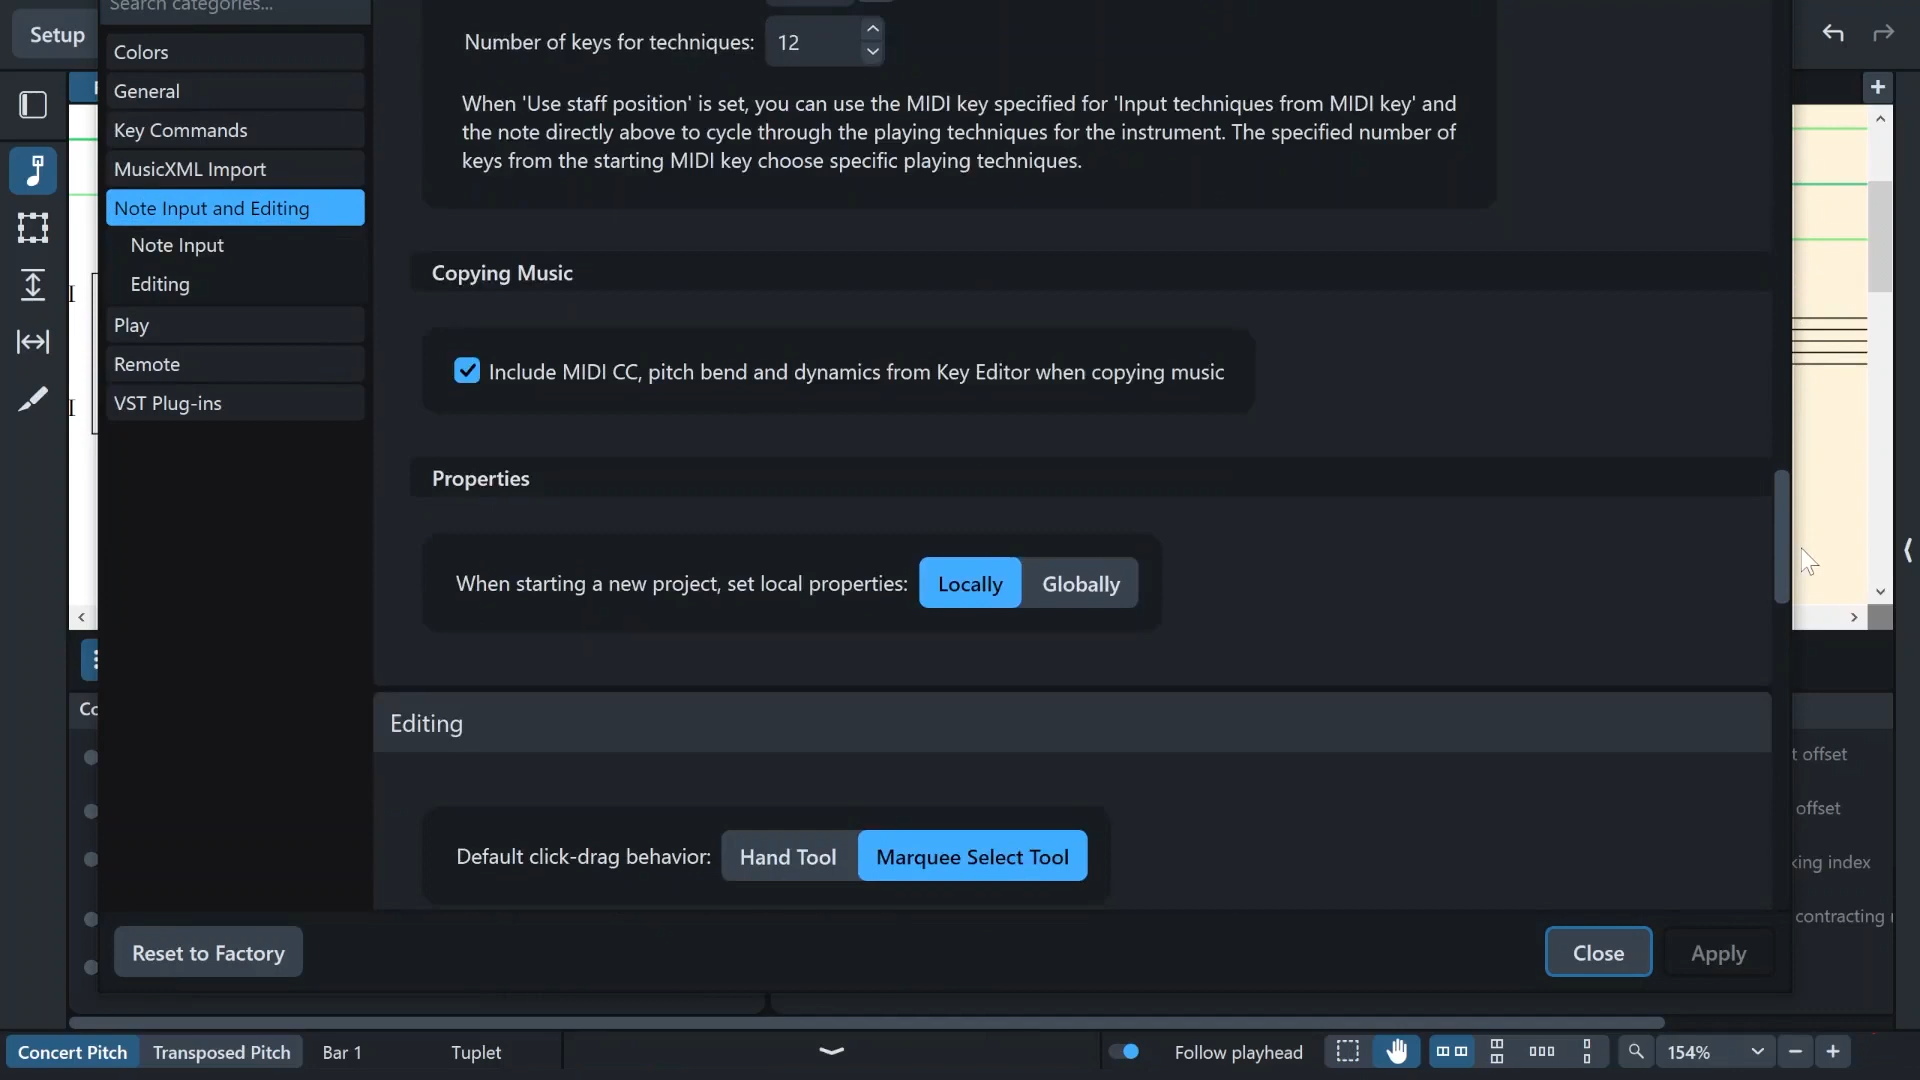 Search categories...
Setup
Colors
General
Key Commands
MusicXML Import
Note Input and Editing
Note Input
Editing
Play
Remote
VST Plug-ins
Number of keys for techniques: 12
When 'Use staff position' is set, you can use the MIDI key specified for 'Input techniques from MIDI key' and
the note directly above to cycle through the playing techniques for the instrument. The specified number of
keys from the starting MIDI key choose specific playing techniques.
Copying Music
Include MIDI CC, pitch bend and dynamics from Key Editor when copying music
Properties
When starting a new project, set local properties: Locally Globally
Editing
Default click-drag behavior: Hand Tool Marquee Select Tool
Reset to Factory
Close Apply
offset
offset
index
contracting
Concert Pitch Transposed Pitch Bar 1 Tuplet Follow playhead 154%